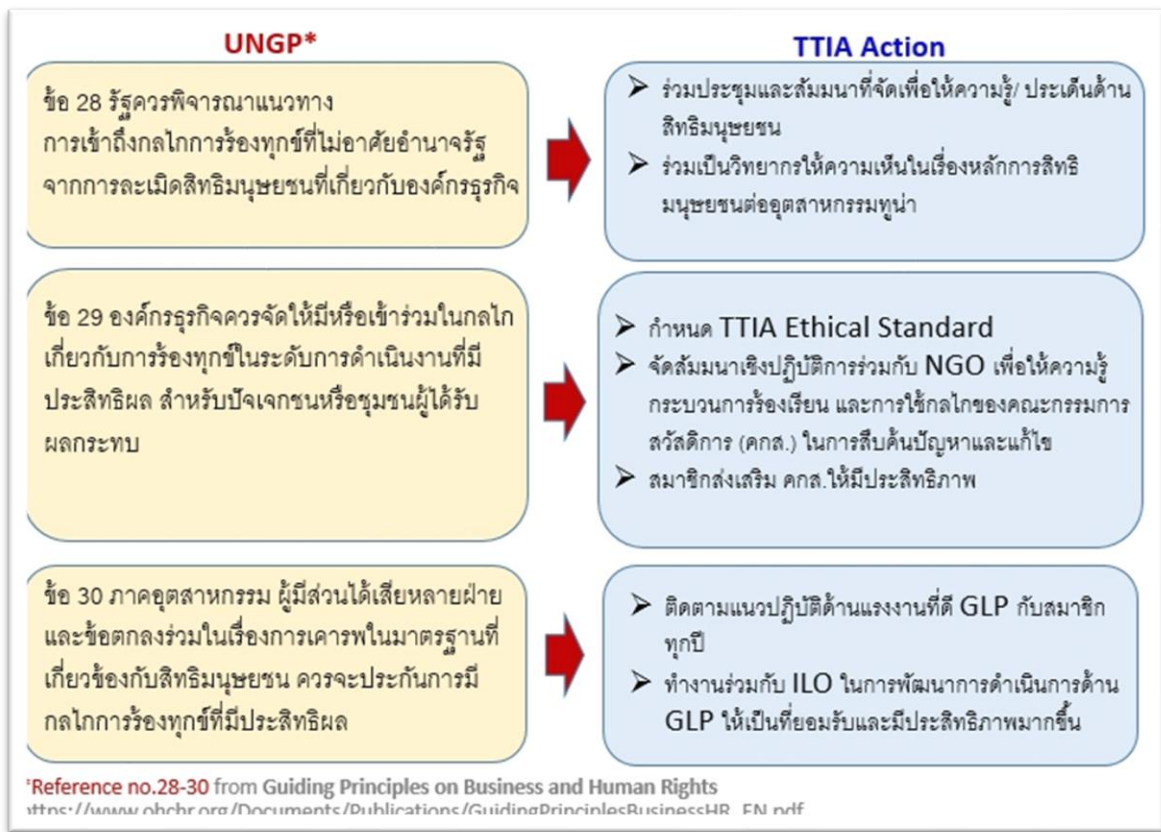 UNGP*
TTIA Action
ข้อ 28 รัฐควรพิจารณาแนวทาง
การเข้าถึงกลไกการร้องทุกข์ที่ไม่อาศัยอำนาจรัฐ
จากการละเมิดสิทธิมนุษยชนที่เกี่ยวกับองค์กรธุรกิจ
➢ ร่วมประชุมและสัมมนาที่จัดเพื่อให้ความรู้/ ประเด็นด้าน
สิทธิมนุษยชน
➢ ร่วมเป็นวิทยากรให้ความเห็นในเรื่องหลักการสิทธิ
มนุษยชนต่ออุตสาหกรรมทูน่า
ข้อ 29 องค์กรธุรกิจควรจัดให้มีหรือเข้าร่วมในกลไก
เกี่ยวกับการร้องทุกข์ในระดับการดำเนินงานที่มี
ประสิทธิผล สำหรับปัจเจกชนหรือชุมชนผู้ได้รับ
ผลกระทบ
➢ กำหนด TTIA Ethical Standard
➢ จัดสัมมนาเชิงปฏิบัติการร่วมกับ NGO เพื่อให้ความรู้
กระบวนการร้องเรียน และการใช้กลไกของคณะกรรมการ
สวัสดิการ (คกส.) ในการสืบค้นปัญหาและแก้ไข
➢ สมาชิกส่งเสริม คกส.ให้มีประสิทธิภาพ
ข้อ 30 ภาคอุตสาหกรรม ผู้มีส่วนได้เสียหลายฝ่าย
และข้อตกลงร่วมในเรื่องการเคารพในมาตรฐานที่
เกี่ยวข้องกับสิทธิมนุษยชน ควรจะประกันการมี
กลไกการร้องทุกข์ที่มีประสิทธิผล
➢ ติดตามแนวปฏิบัติด้านแรงงานที่ดี GLP กับสมาชิก
ทุกปี
➢ ทำงานร่วมกับ ILO ในการพัฒนาการดำเนินการด้าน
GLP ให้เป็นที่ยอมรับและมีประสิทธิภาพมากขึ้น
*Reference no.28-30 from Guiding Principles on Business and Human Rights
https://www.ohchr.org/Documents/Publications/GuidingPrinciplesBusinessHR_EN.pdf